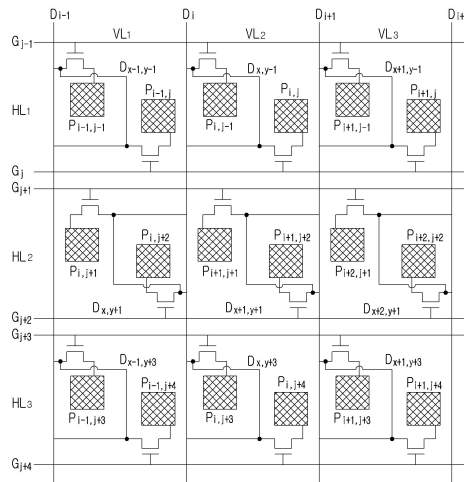 Di-1 Di Di+1 Di+
VL1 VL2 VL3
Gj-1
Dx-1,y-1 Dx,y-1 Dx+1,y-1
HL1 Pi-1,j Pi,j Pi+1,j
Pi-1,j-1 Pi,j-1 Pi+1,j-1
Gj
Gj+1
HL2 Pi,j+2 Pi+1,j+2 Pi+2,j+2
Pi,j+1 Pi+1,j+1 Pi+2,j+1
Dx,y+1 Dx+1,y+1 Dx+2,y+1
Gj+2
Gj+3
Dx-1,y+3 Dx,y+3 Dx+1,y+3
HL3 Pi-1,j+4 Pi,j+4 Pi+1,j+4
Pi-1,j+3 Pi,j+3 Pi+1,j+3
Gj+4